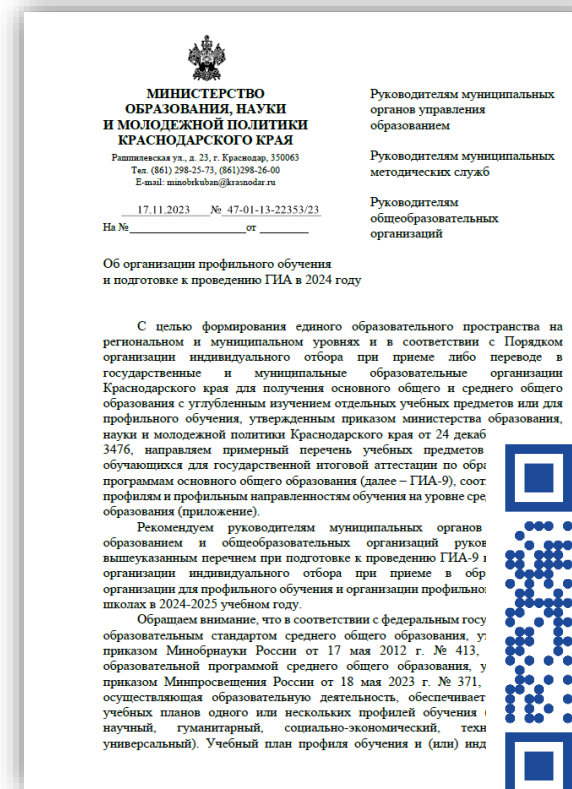 МИНИСТЕРСТВО
ОБРАЗОВАНИЯ, НАУКИ
И МОЛОДЕЖНОЙ ПОЛИТИКИ
КРАСНОДАРСКОГО КРАЯ
Рашпилевская ул., д. 23, г. Краснодар, 350063
Тел. (861) 298-25-73, (861)298-26-00
E-mail: minobrkuban@krasnodar.ru
17.11.2023 № 47-01-13-22353/23
На № от
Руководителям муниципальных
органов управления
образованием
Руководителям муниципальных
методических служб
Руководителям
общеобразовательных
организаций
Об организации профильного обучения
и подготовке к проведению ГИА в 2024 году
С целью формирования единого образовательного пространства на
региональном и муниципальном уровнях и в соответствии с Порядком
организации индивидуального отбора при приеме либо переводе в
государственные и муниципальные образовательные организации
Краснодарского края для получения основного общего и среднего общего
образования с углубленным изучением отдельных учебных предметов или для
профильного обучения, утвержденным приказом министерства образования,
науки и молодежной политики Краснодарского края от 24 декаб
3476, направляем примерный перечень учебных предметов
обучающихся для государственной итоговой аттестации по обра
программам основного общего образования (далее – ГИА-9), соот
профилям и профильным направленностям обучения на уровне сре
образования (приложение).
Рекомендуем руководителям муниципальных органов
образованием и общеобразовательных организаций руков
вышеуказанным перечнем при подготовке к проведению ГИА-9
организации индивидуального отбора при приеме в обр
организации для профильного обучения и организации профильно
школах в 2024-2025 учебном году.
Обращаем внимание, что в соответствии с федеральным госу
образовательным стандартом среднего общего образования, у
приказом Минобрнауки России от 17 мая 2012 г. № 413,
образовательной программой среднего общего образования, у
приказом Минпросвещения России от 18 мая 2023 г. № 371,
осуществляющая образовательную деятельность, обеспечивает
учебных планов одного или нескольких профилей обучения (
научный, гуманитарный, социально-экономический, техн
универсальный). Учебный план профиля обучения и (или) инд